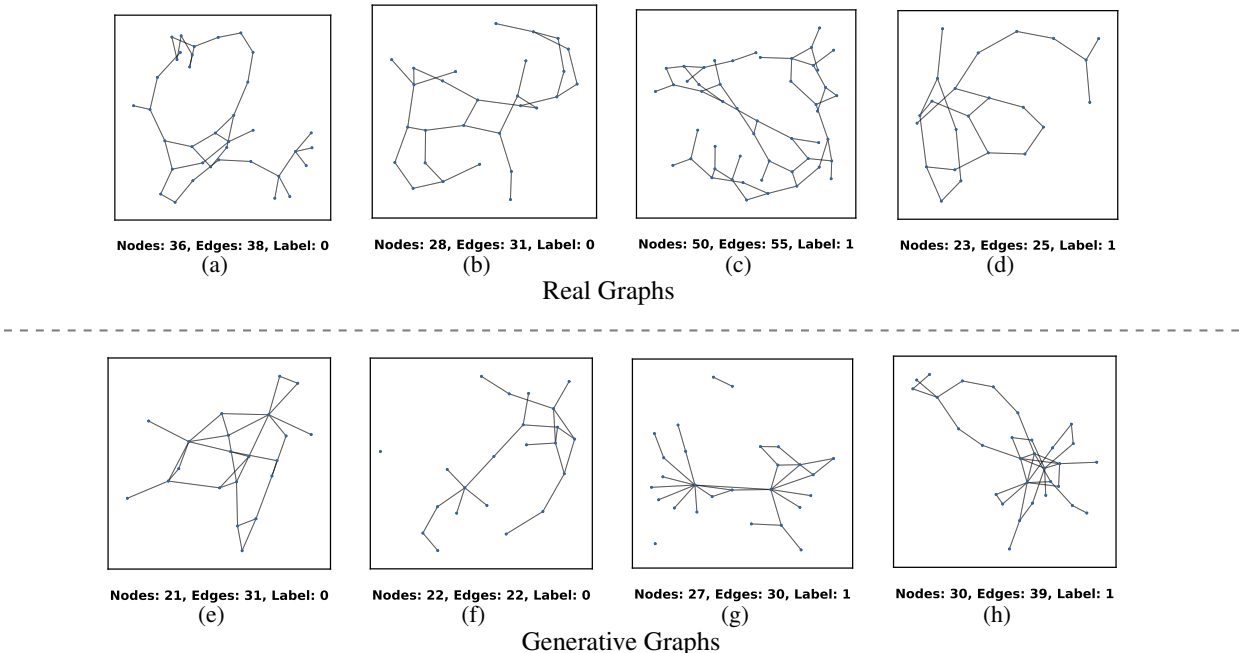 Nodes: 36, Edges: 38, Label: 0
Nodes: 28, Edges: 31, Label: 0
Nodes: 50, Edges: 55, Label: 1
Nodes: 23, Edges: 25, Label: 1
(a)
(b)
(c)
(d)
Real Graphs
Nodes: 21, Edges: 31, Label: 0
Nodes: 22, Edges: 22, Label: 0
Nodes: 27, Edges: 30, Label: 1
Nodes: 30, Edges: 39, Label: 1
(e)
(f)
(g)
(h)
Generative Graphs